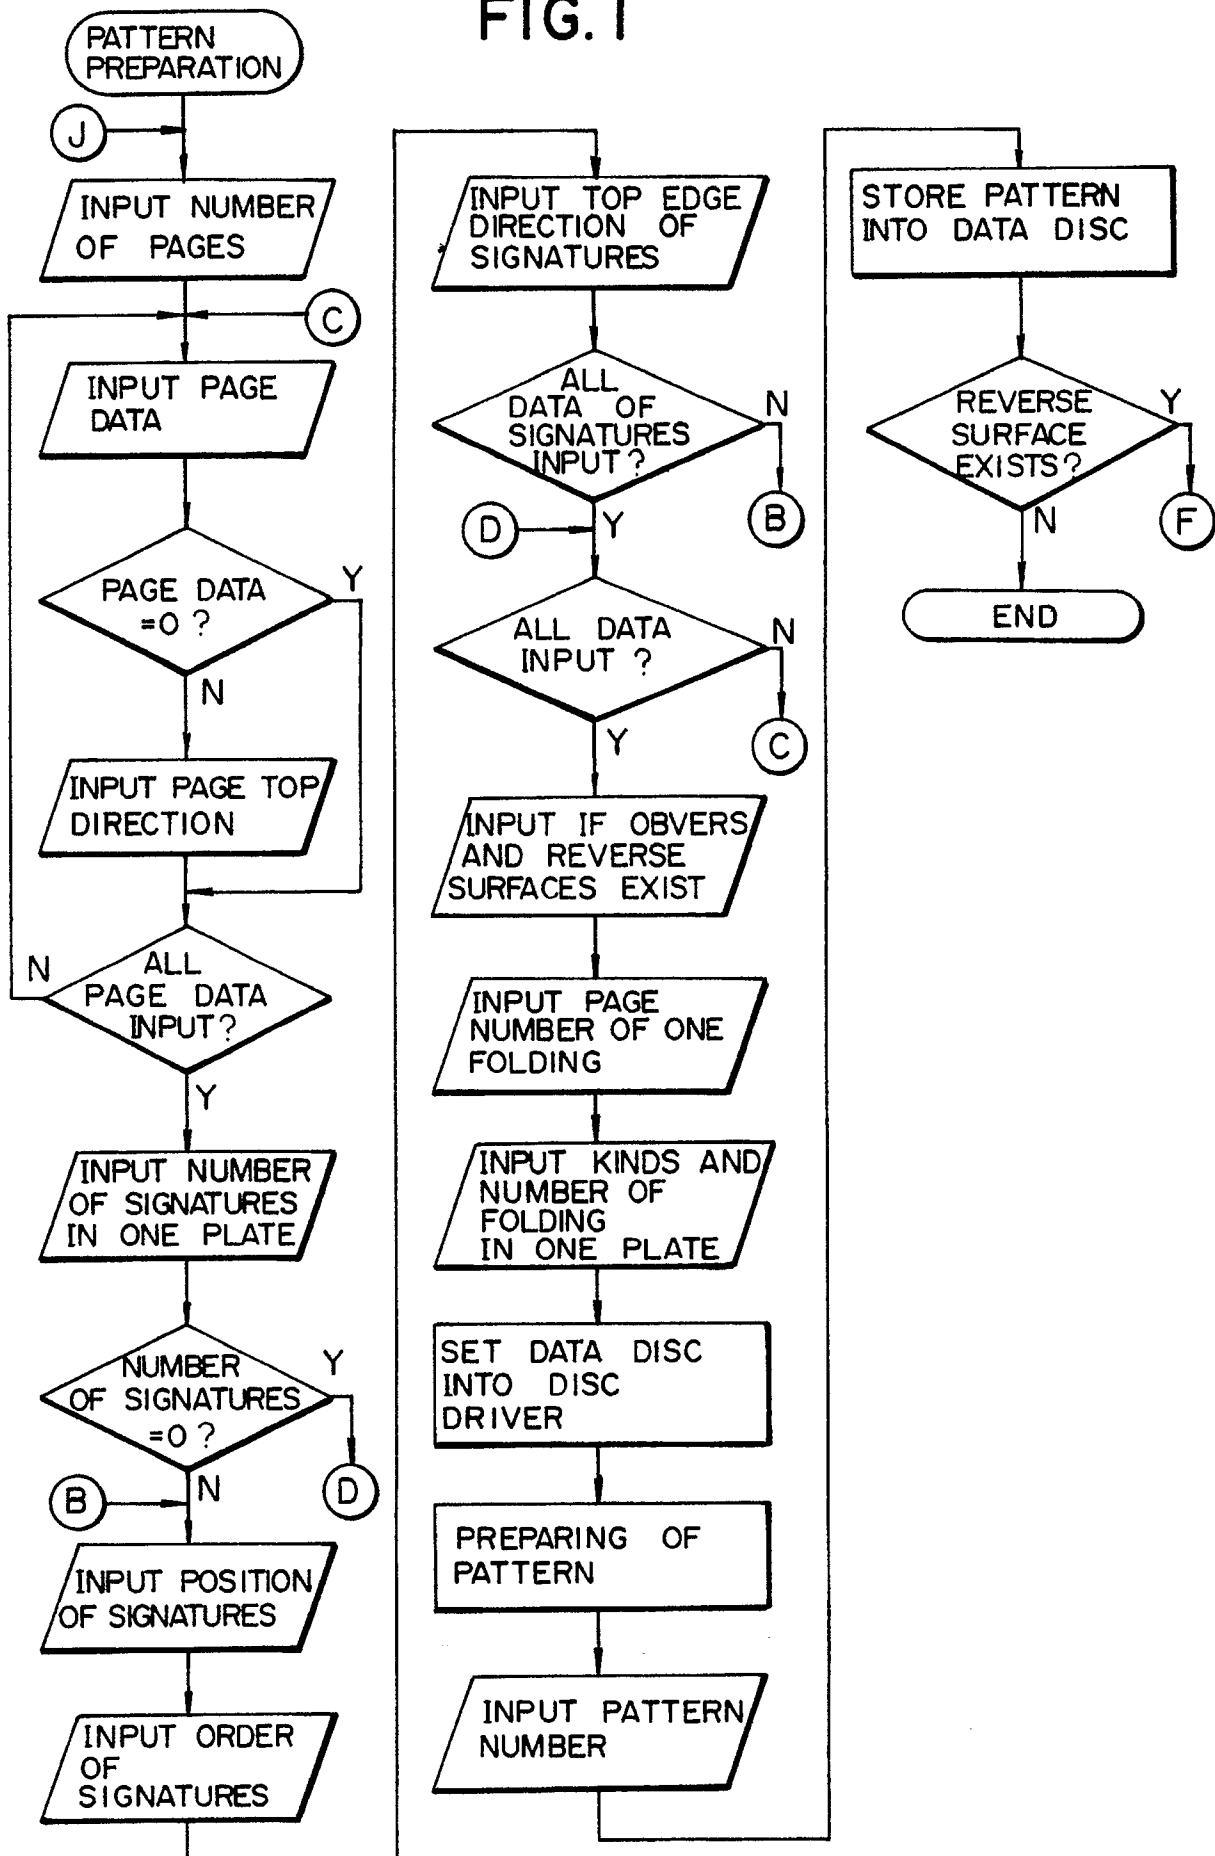 FIG. 1
PATTERN
PREPARATION
J
INPUT NUMBER
OF PAGES
C
INPUT PAGE
DATA
PAGE DATA
=0?
Y
N
INPUT PAGE TOP
DIRECTION
N
ALL
PAGE DATA
INPUT?
Y
INPUT NUMBER
OF SIGNATURES
IN ONE PLATE
NUMBER
OF SIGNATURES
=0?
Y
D
N
B
INPUT POSITION
OF SIGNATURES
INPUT ORDER
OF
SIGNATURES
INPUT TOP EDGE
DIRECTION OF
SIGNATURES
ALL
DATA OF
SIGNATURES
INPUT?
N
B
D
Y
ALL DATA
INPUT ?
N
C
Y
INPUT IF OBVERS
AND REVERSE
SURFACES EXIST
INPUT PAGE
NUMBER OF ONE
FOLDING
INPUT KINDS AND
NUMBER OF
FOLDING
IN ONE PLATE
SET DATA DISC
INTO DISC
DRIVER
PREPARING OF
PATTERN
INPUT PATTERN
NUMBER
STORE PATTERN
INTO DATA DISC
REVERSE
SURFACE
EXISTS?
Y
F
N
END